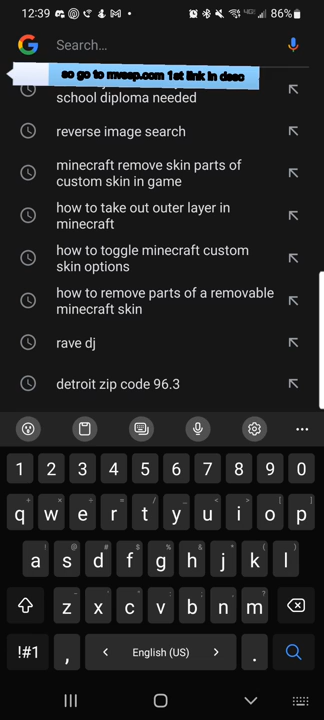 12:39
86%
Search...
so go to mveep.com 1st link in desc
school diploma needed
reverse image search
minecraft remove skin parts of
custom skin in game
how to take out outer layer in
minecraft
how to toggle minecraft custom
skin options
how to remove parts of a removable
minecraft skin
rave dj
detroit zip code 96.3
1 2 3 4 5 6 7 8 9 0
q w e r t y u i o p
a s d f g h j k l
z x c v b n m
!#1 , < English (US) > .